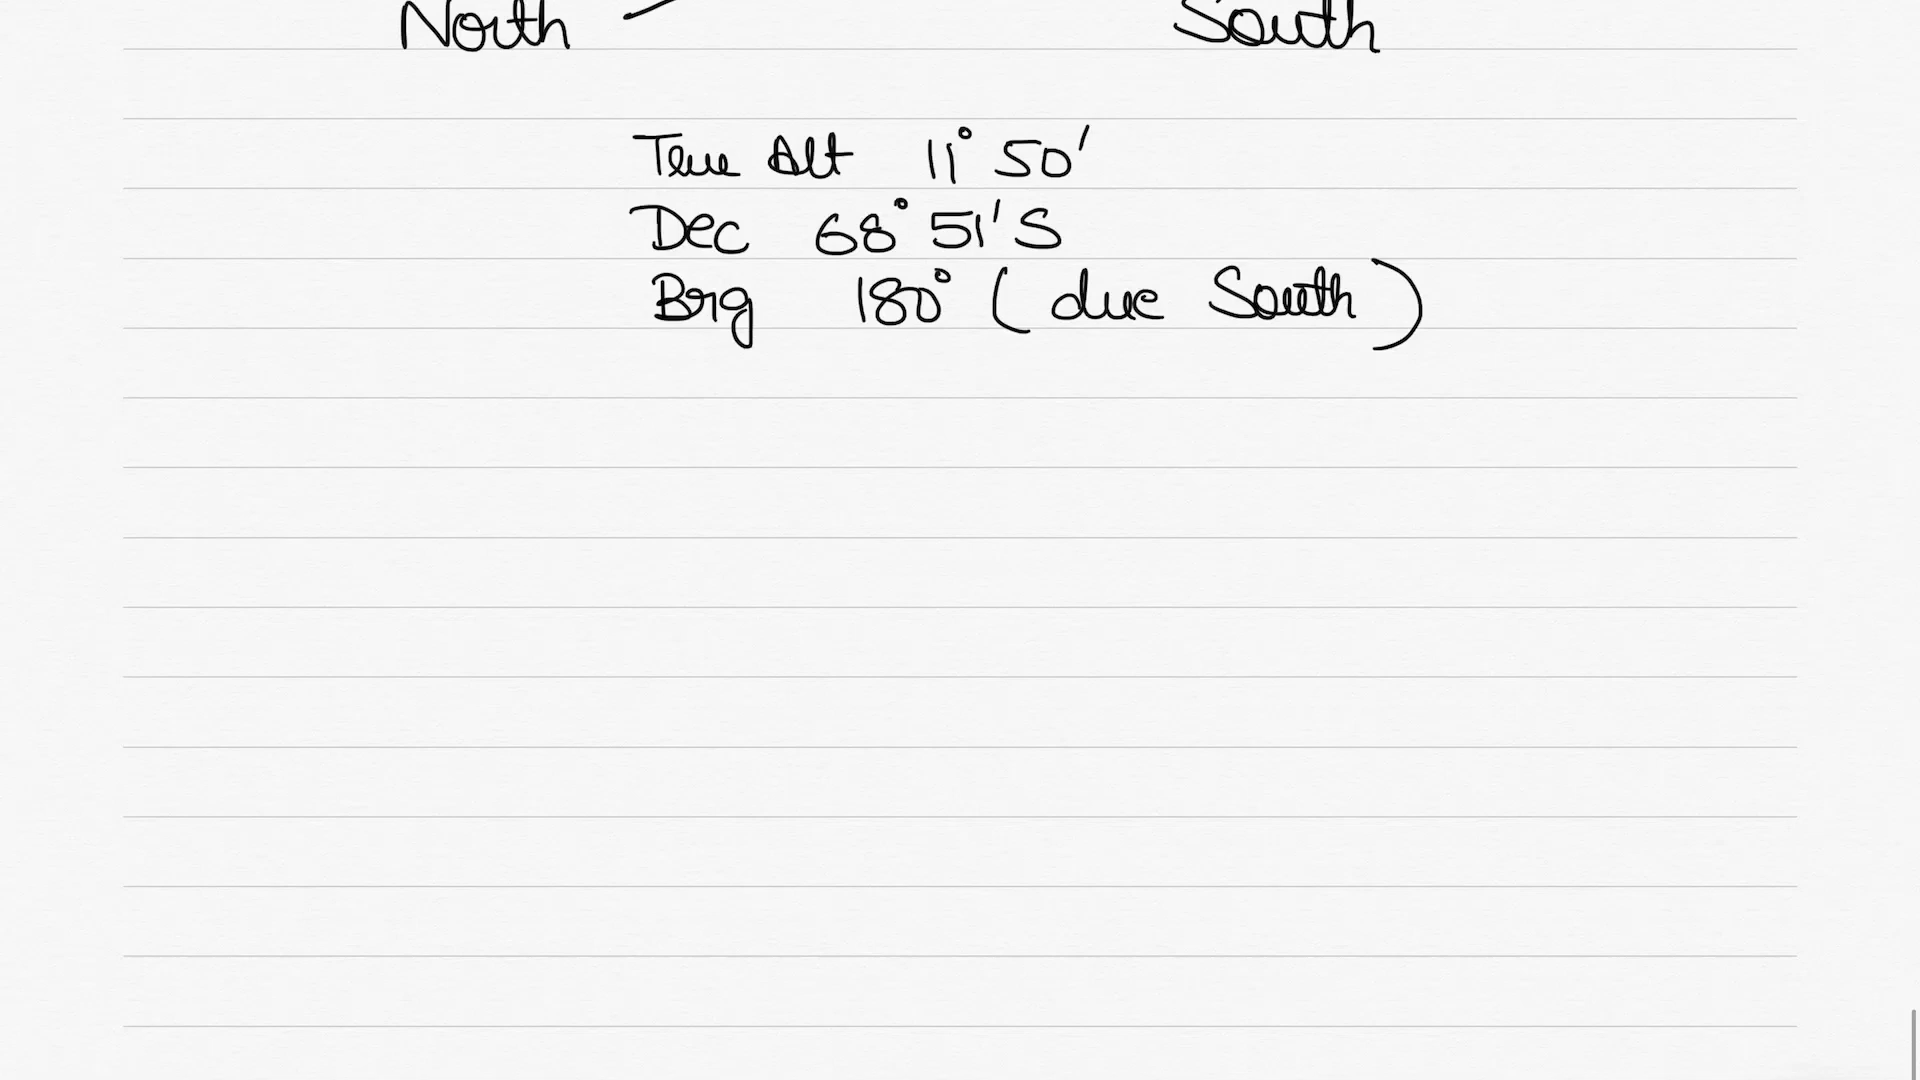 North South
True Alt 11° 50'
Dec 68° 51' S
Brg 180° ( due South )